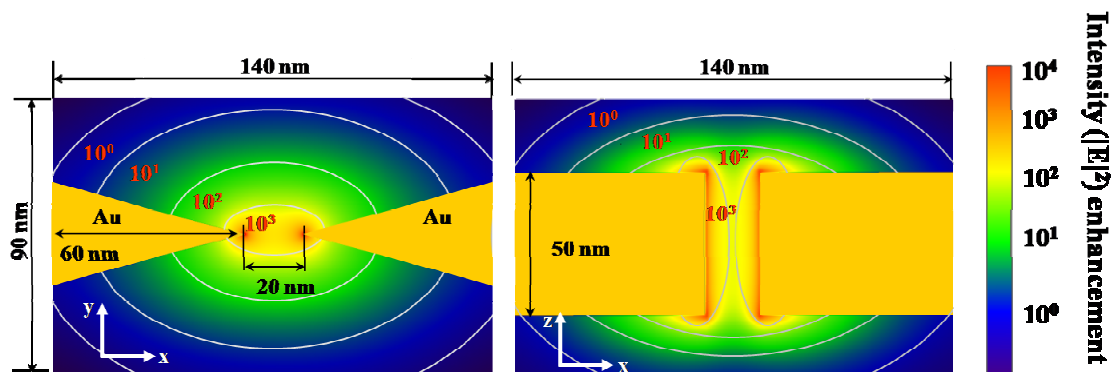 140 nm
90 nm
10⁰
10¹
10²
10³
Au
Au
60 nm
20 nm
y
x
140 nm
10⁰
10¹
10²
10³
50 nm
z
x
10⁴
10³
10²
10¹
10⁰
Intensity (|E|²) enhancement